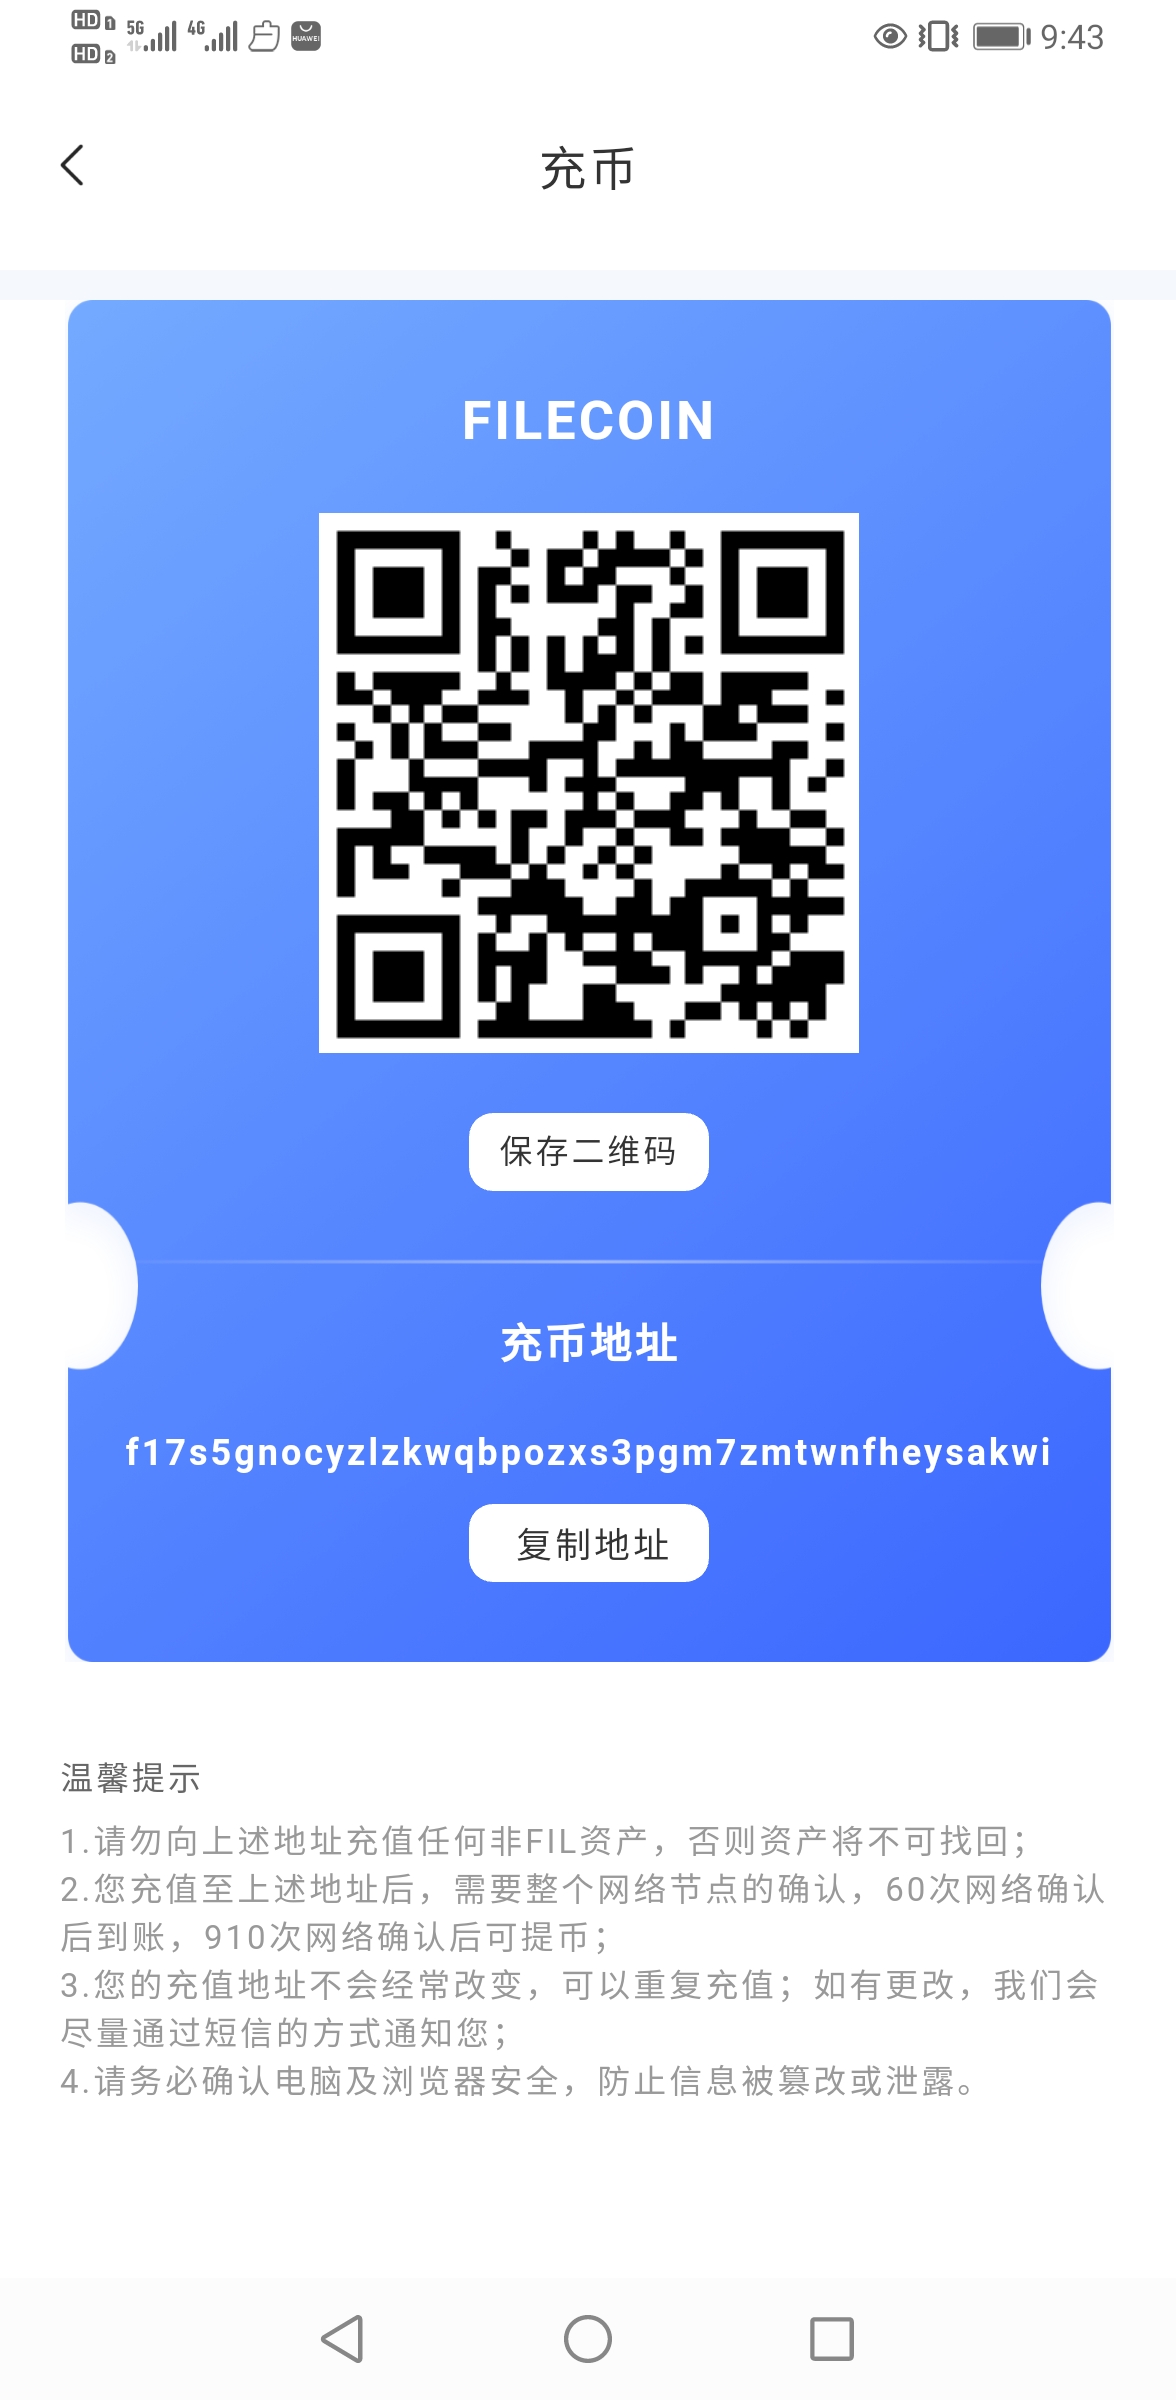 HD 1 5G 4G HUAWEI 9:43
HD 2
充币
FILECOIN
保存二维码
充币地址
f17s5gnocyzlzkwqbpozxs3pgm7zmtwnfheysakwi
复制地址
温馨提示
1.请勿向上述地址充值任何非FIL资产，否则资产将不可找回；
2.您充值至上述地址后，需要整个网络节点的确认，60次网络确认
后到账，910次网络确认后可提币；
3.您的充值地址不会经常改变，可以重复充值；如有更改，我们会
尽量通过短信的方式通知您；
4.请务必确认电脑及浏览器安全，防止信息被篡改或泄露。